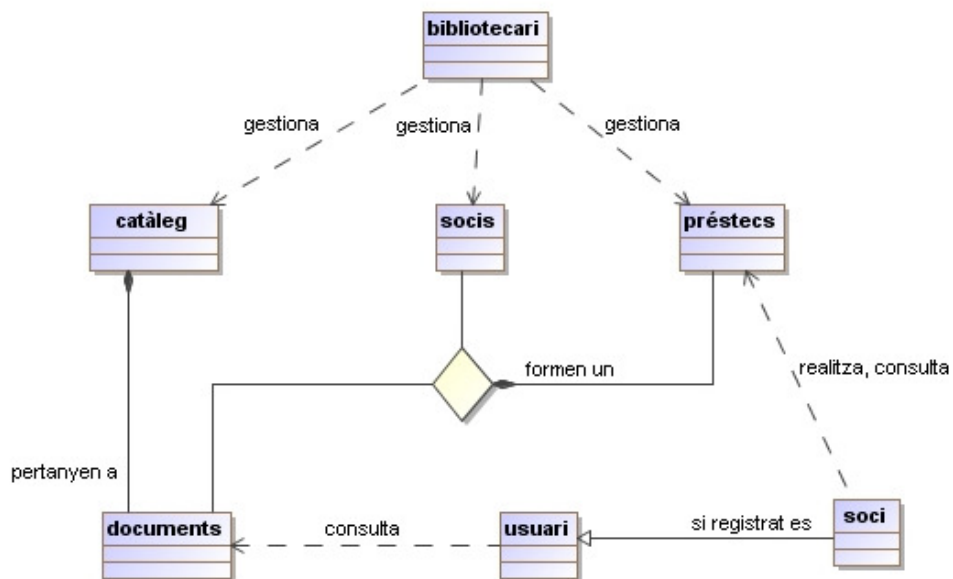 bibliotecari
gestiona
gestiona
gestiona
catàleg
socis
préstecs
formen un
realitza, consulta
pertanyen a
documents
consulta
usuari
si registrat es
soci